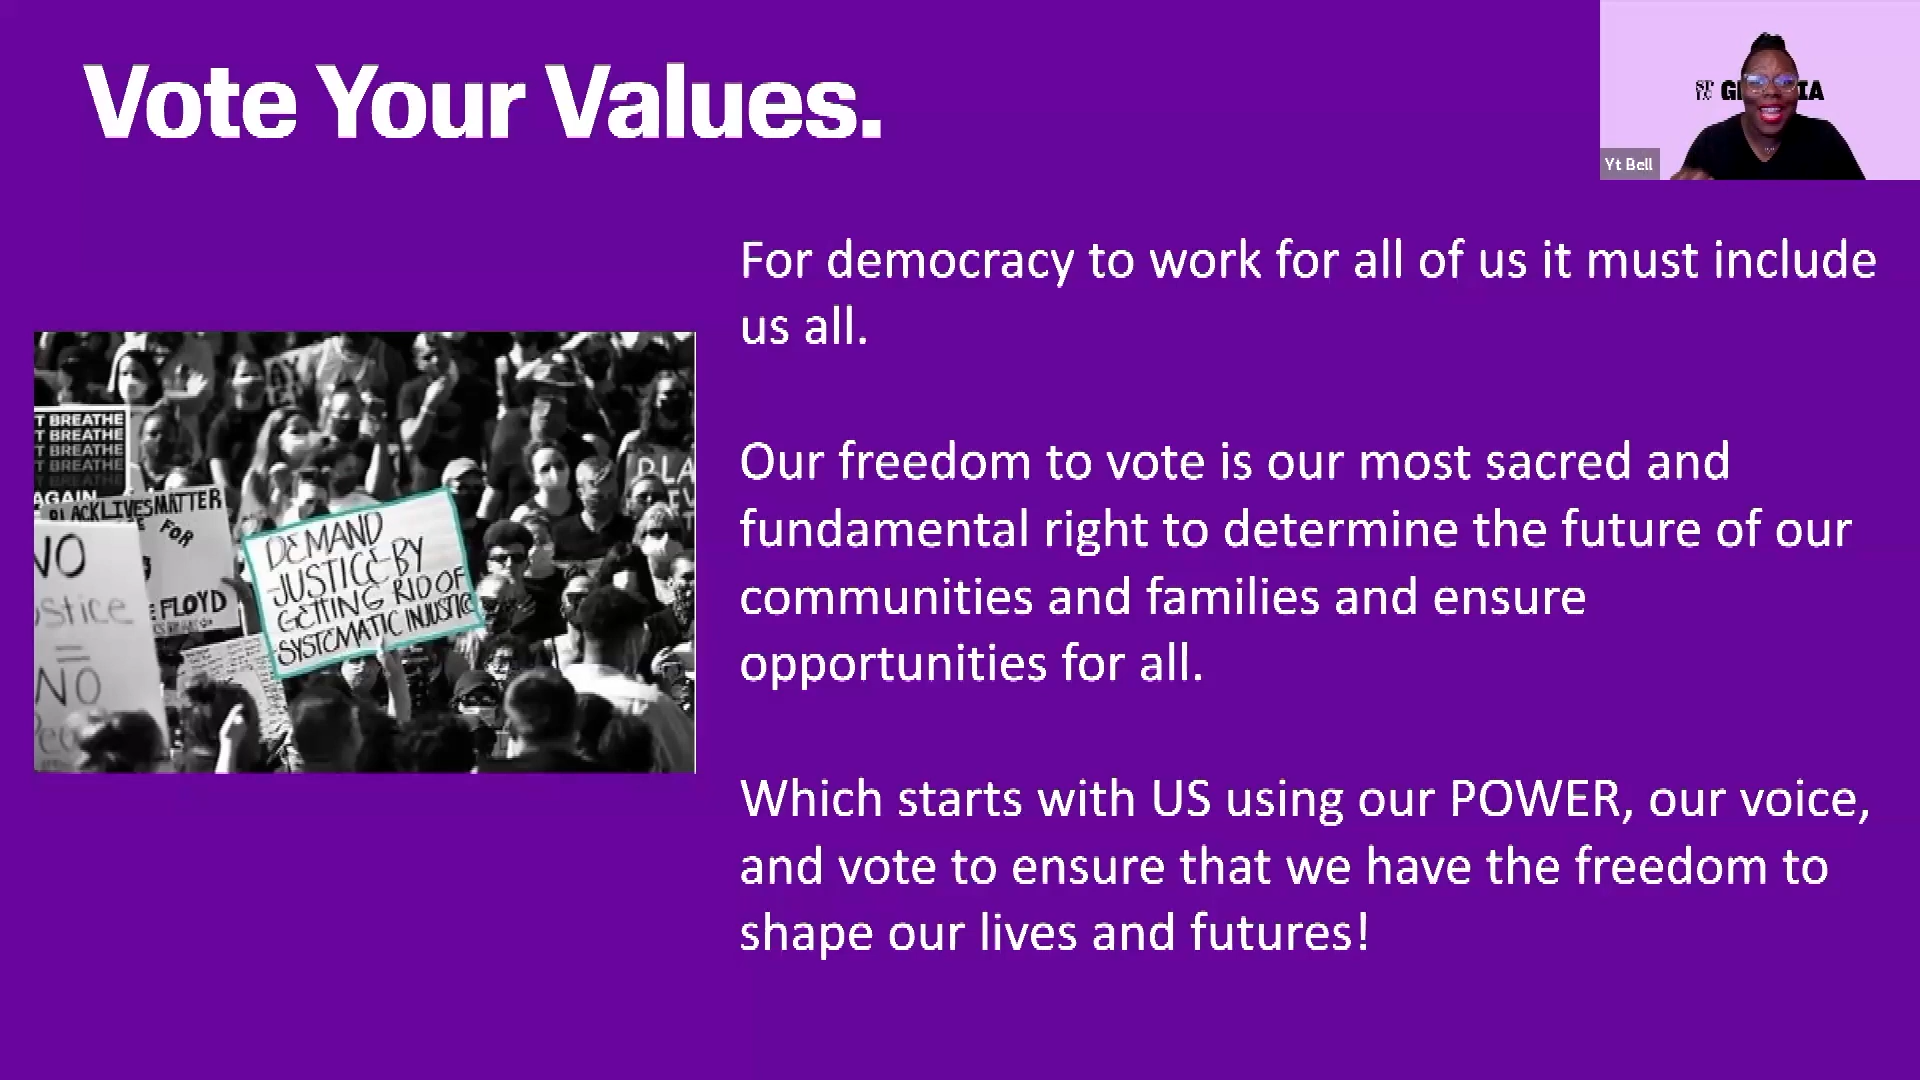 Vote Your Values.
Yt Bell
For democracy to work for all of us it must include
us all.
Our freedom to vote is our most sacred and
fundamental right to determine the future of our
communities and families and ensure
opportunities for all.
Which starts with US using our POWER, our voice,
and vote to ensure that we have the freedom to
shape our lives and futures!
T BREATHE
T BREATHE
T BREATHE
T BREATHE
AGAIN
BLACKLIVESMATTER
FOR
FLOYD
NO
=
NO
DEMAND
JUSTICE BY
GETTING RID OF
SYSTEMATIC INJUSTIC